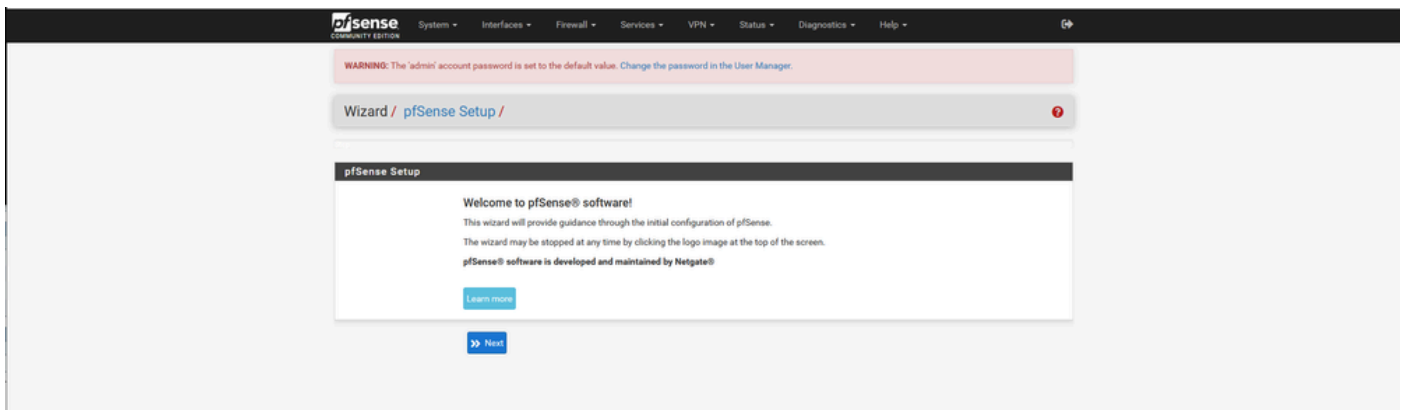 pfsense
COMMUNITY EDITION
System Interfaces Firewall Services VPN Status Diagnostics Help
WARNING: The 'admin' account password is set to the default value. Change the password in the User Manager.
Wizard / pfSense Setup /
pfSense Setup
Welcome to pfSense® software!
This wizard will provide guidance through the initial configuration of pfSense.
The wizard may be stopped at any time by clicking the logo image at the top of the screen.
pfSense® software is developed and maintained by Netgate®
Learn more
Next